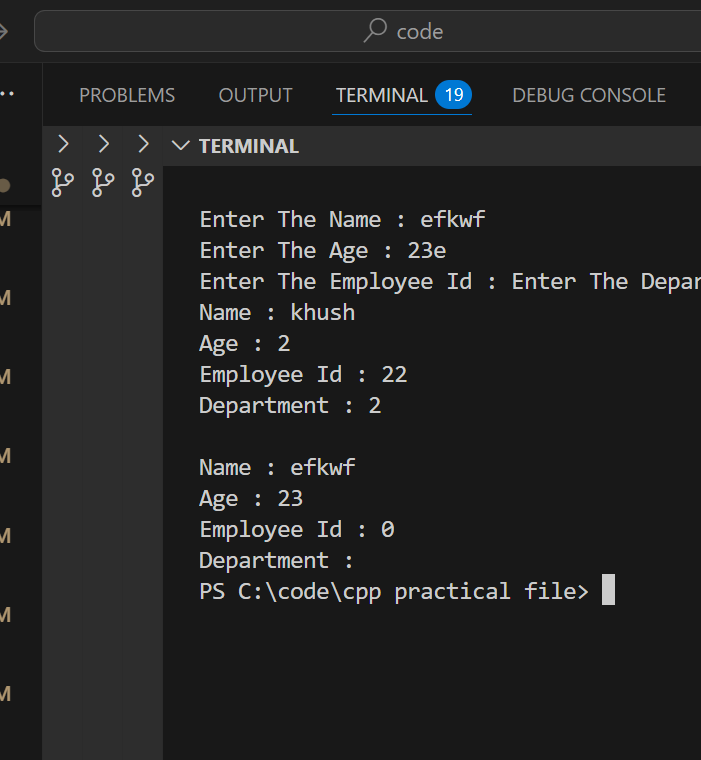 code
PROBLEMS OUTPUT TERMINAL 19 DEBUG CONSOLE
TERMINAL
Enter The Name : efkwf
Enter The Age : 23e
Enter The Employee Id : Enter The Depar
Name : khush
Age : 2
Employee Id : 22
Department : 2
Name : efkwf
Age : 23
Employee Id : 0
Department :
PS C:\code\cpp practical file>
M
M
M
M
M
M
M